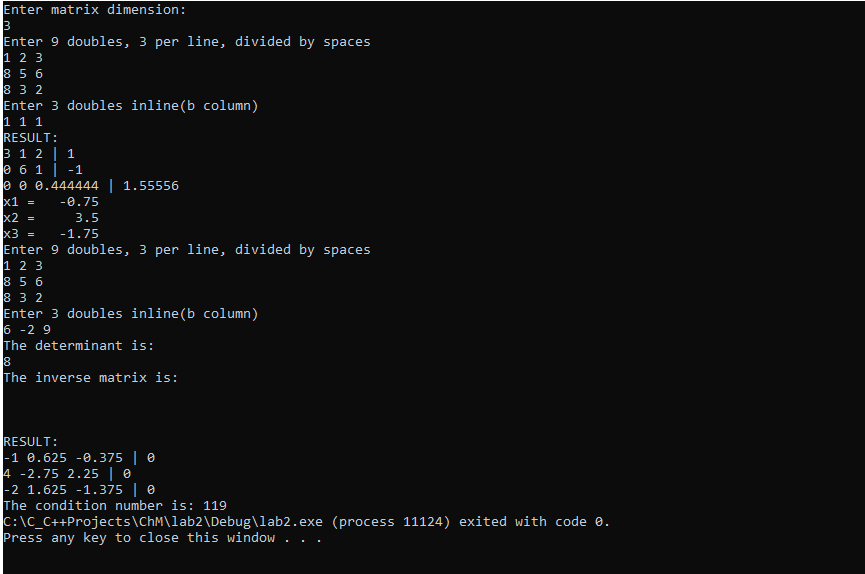 Enter matrix dimension:
3
Enter 9 doubles, 3 per line, divided by spaces
1 2 3
8 5 6
8 3 2
Enter 3 doubles inline(b column)
1 1 1
RESULT:
3 1 2 | 1
0 6 1 | -1
0 0 0.444444 | 1.55556
x1 =   -0.75
x2 =     3.5
x3 =   -1.75
Enter 9 doubles, 3 per line, divided by spaces
1 2 3
8 5 6
8 3 2
Enter 3 doubles inline(b column)
6 -2 9
The determinant is:
8
The inverse matrix is:
RESULT:
-1 0.625 -0.375 | 0
4 -2.75 2.25 | 0
-2 1.625 -1.375 | 0
The condition number is: 119
C:\C_C++Projects\ChM\lab2\Debug\lab2.exe (process 11124) exited with code 0.
Press any key to close this window . . .